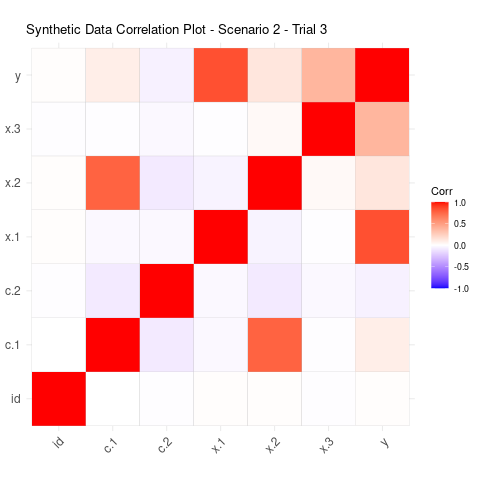 Synthetic Data Correlation Plot - Scenario 2 - Trial 3
y
x.3
x.2
x.1
c.2
c.1
id
id
c.1
c.2
x.1
x.2
x.3
y
Corr
1.0
0.5
0.0
-0.5
-1.0